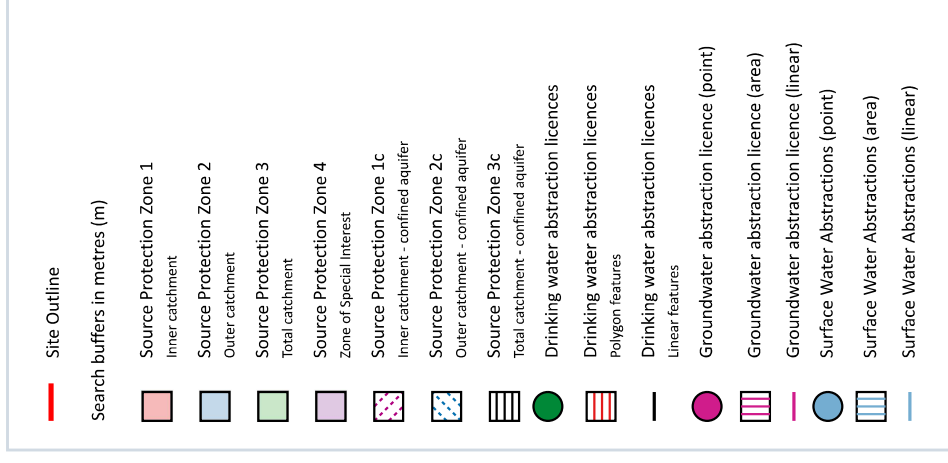 Site Outline
Search buffers in metres (m)
Source Protection Zone 1
Inner catchment
Source Protection Zone 2
Outer catchment
Source Protection Zone 3
Total catchment
Source Protection Zone 4
Zone of Special Interest
Source Protection Zone 1c
Inner catchment - confined aquifer
Source Protection Zone 2c
Outer catchment - confined aquifer
Source Protection Zone 3c
Total catchment - confined aquifer
Drinking water abstraction licences
Drinking water abstraction licences
Polygon features
Drinking water abstraction licences
Linear features
Groundwater abstraction licence (point)
Groundwater abstraction licence (area)
Groundwater abstraction licence (linear)
Surface Water Abstractions (point)
Surface Water Abstractions (area)
Surface Water Abstractions (linear)